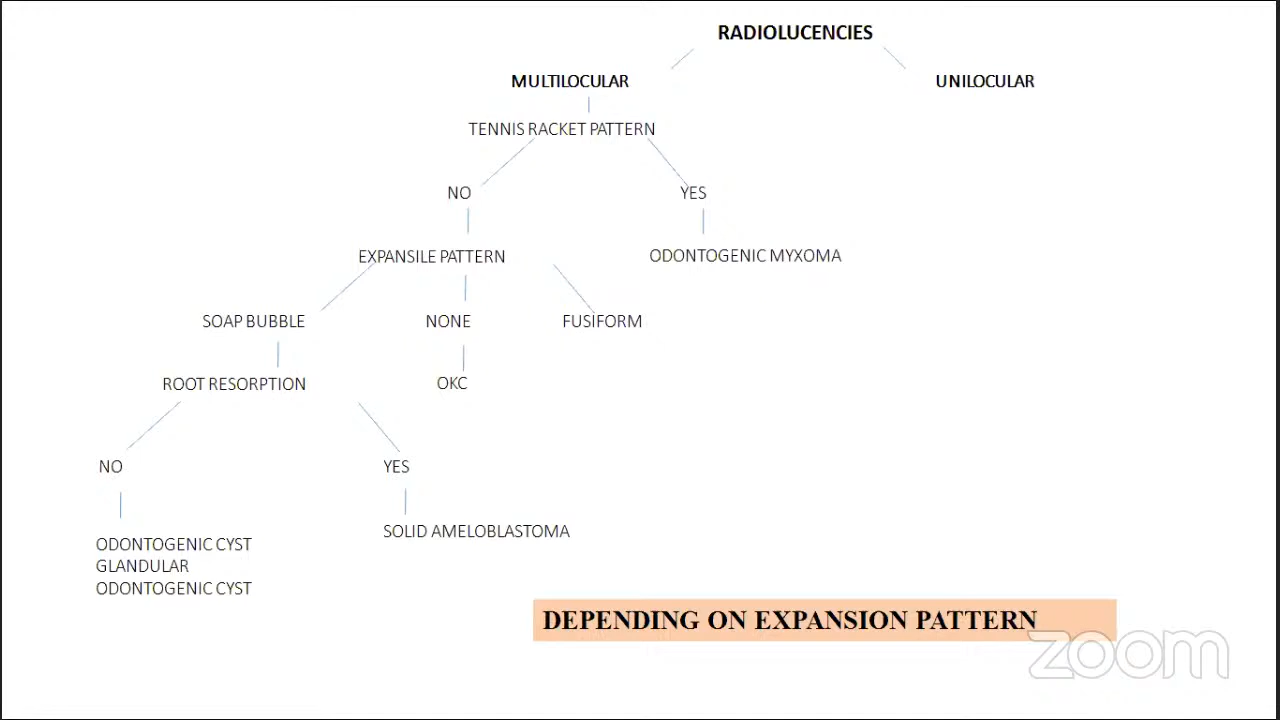 RADIOLUCENCIES
MULTILOCULAR
UNILOCULAR
TENNIS RACKET PATTERN
NO
YES
EXPANSILE PATTERN
ODONTOGENIC MYXOMA
SOAP BUBBLE
NONE
FUSIFORM
ROOT RESORPTION
OKC
NO
YES
ODONTOGENIC CYST
GLANDULAR
ODONTOGENIC CYST
SOLID AMELOBLASTOMA
DEPENDING ON EXPANSION PATTERN
zoom